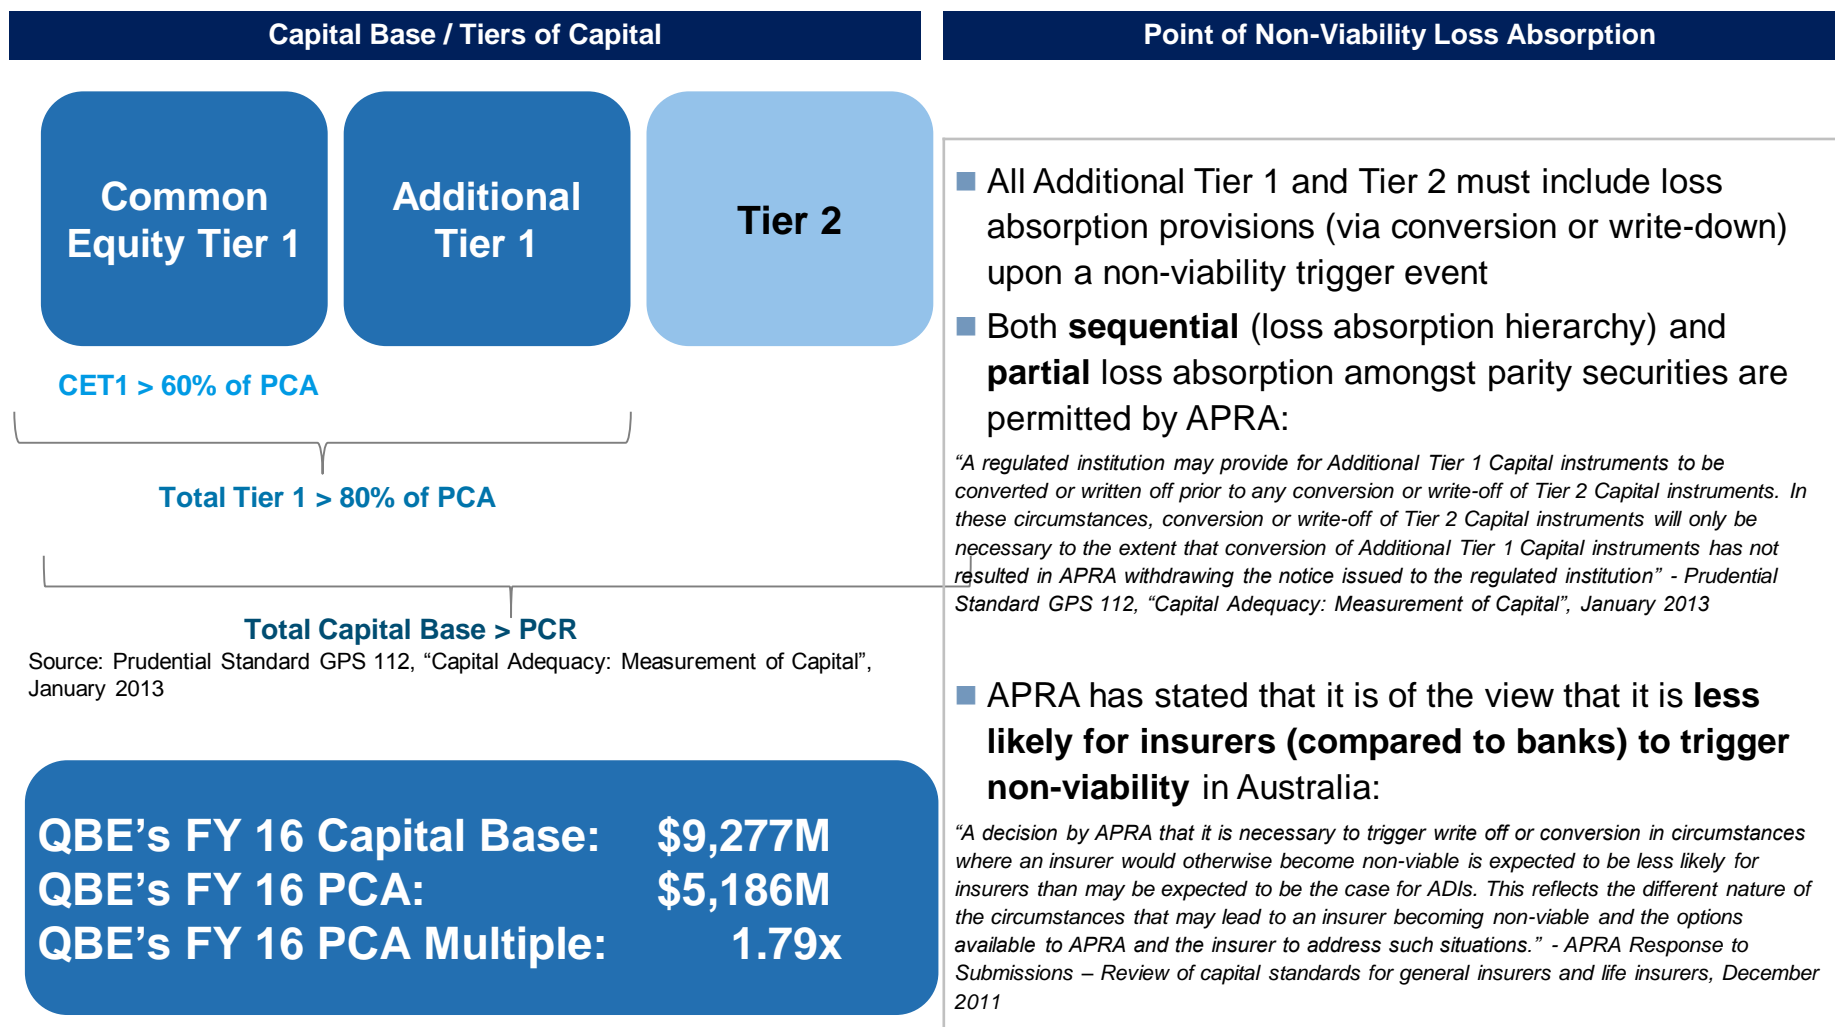 Capital Base / Tiers of Capital
Common
Equity Tier 1
Additional
Tier 1
Tier 2
CET1 > 60% of PCA
Total Tier 1 > 80% of PCA
Total Capital Base > PCR
Source: Prudential Standard GPS 112, “Capital Adequacy: Measurement of Capital”,
January 2013
QBE’s FY 16 Capital Base: $9,277M
QBE’s FY 16 PCA: $5,186M
QBE’s FY 16 PCA Multiple: 1.79x
Point of Non-Viability Loss Absorption
All Additional Tier 1 and Tier 2 must include loss
absorption provisions (via conversion or write-down)
upon a non-viability trigger event
Both sequential (loss absorption hierarchy) and
partial loss absorption amongst parity securities are
permitted by APRA:
“A regulated institution may provide for Additional Tier 1 Capital instruments to be
converted or written off prior to any conversion or write-off of Tier 2 Capital instruments. In
these circumstances, conversion or write-off of Tier 2 Capital instruments will only be
necessary to the extent that conversion of Additional Tier 1 Capital instruments has not
resulted in APRA withdrawing the notice issued to the regulated institution” - Prudential
Standard GPS 112, “Capital Adequacy: Measurement of Capital”, January 2013
APRA has stated that it is of the view that it is less
likely for insurers (compared to banks) to trigger
non-viability in Australia:
“A decision by APRA that it is necessary to trigger write off or conversion in circumstances
where an insurer would otherwise become non-viable is expected to be less likely for
insurers than may be expected to be the case for ADIs. This reflects the different nature of
the circumstances that may lead to an insurer becoming non-viable and the options
available to APRA and the insurer to address such situations.” - APRA Response to
Submissions – Review of capital standards for general insurers and life insurers, December
2011